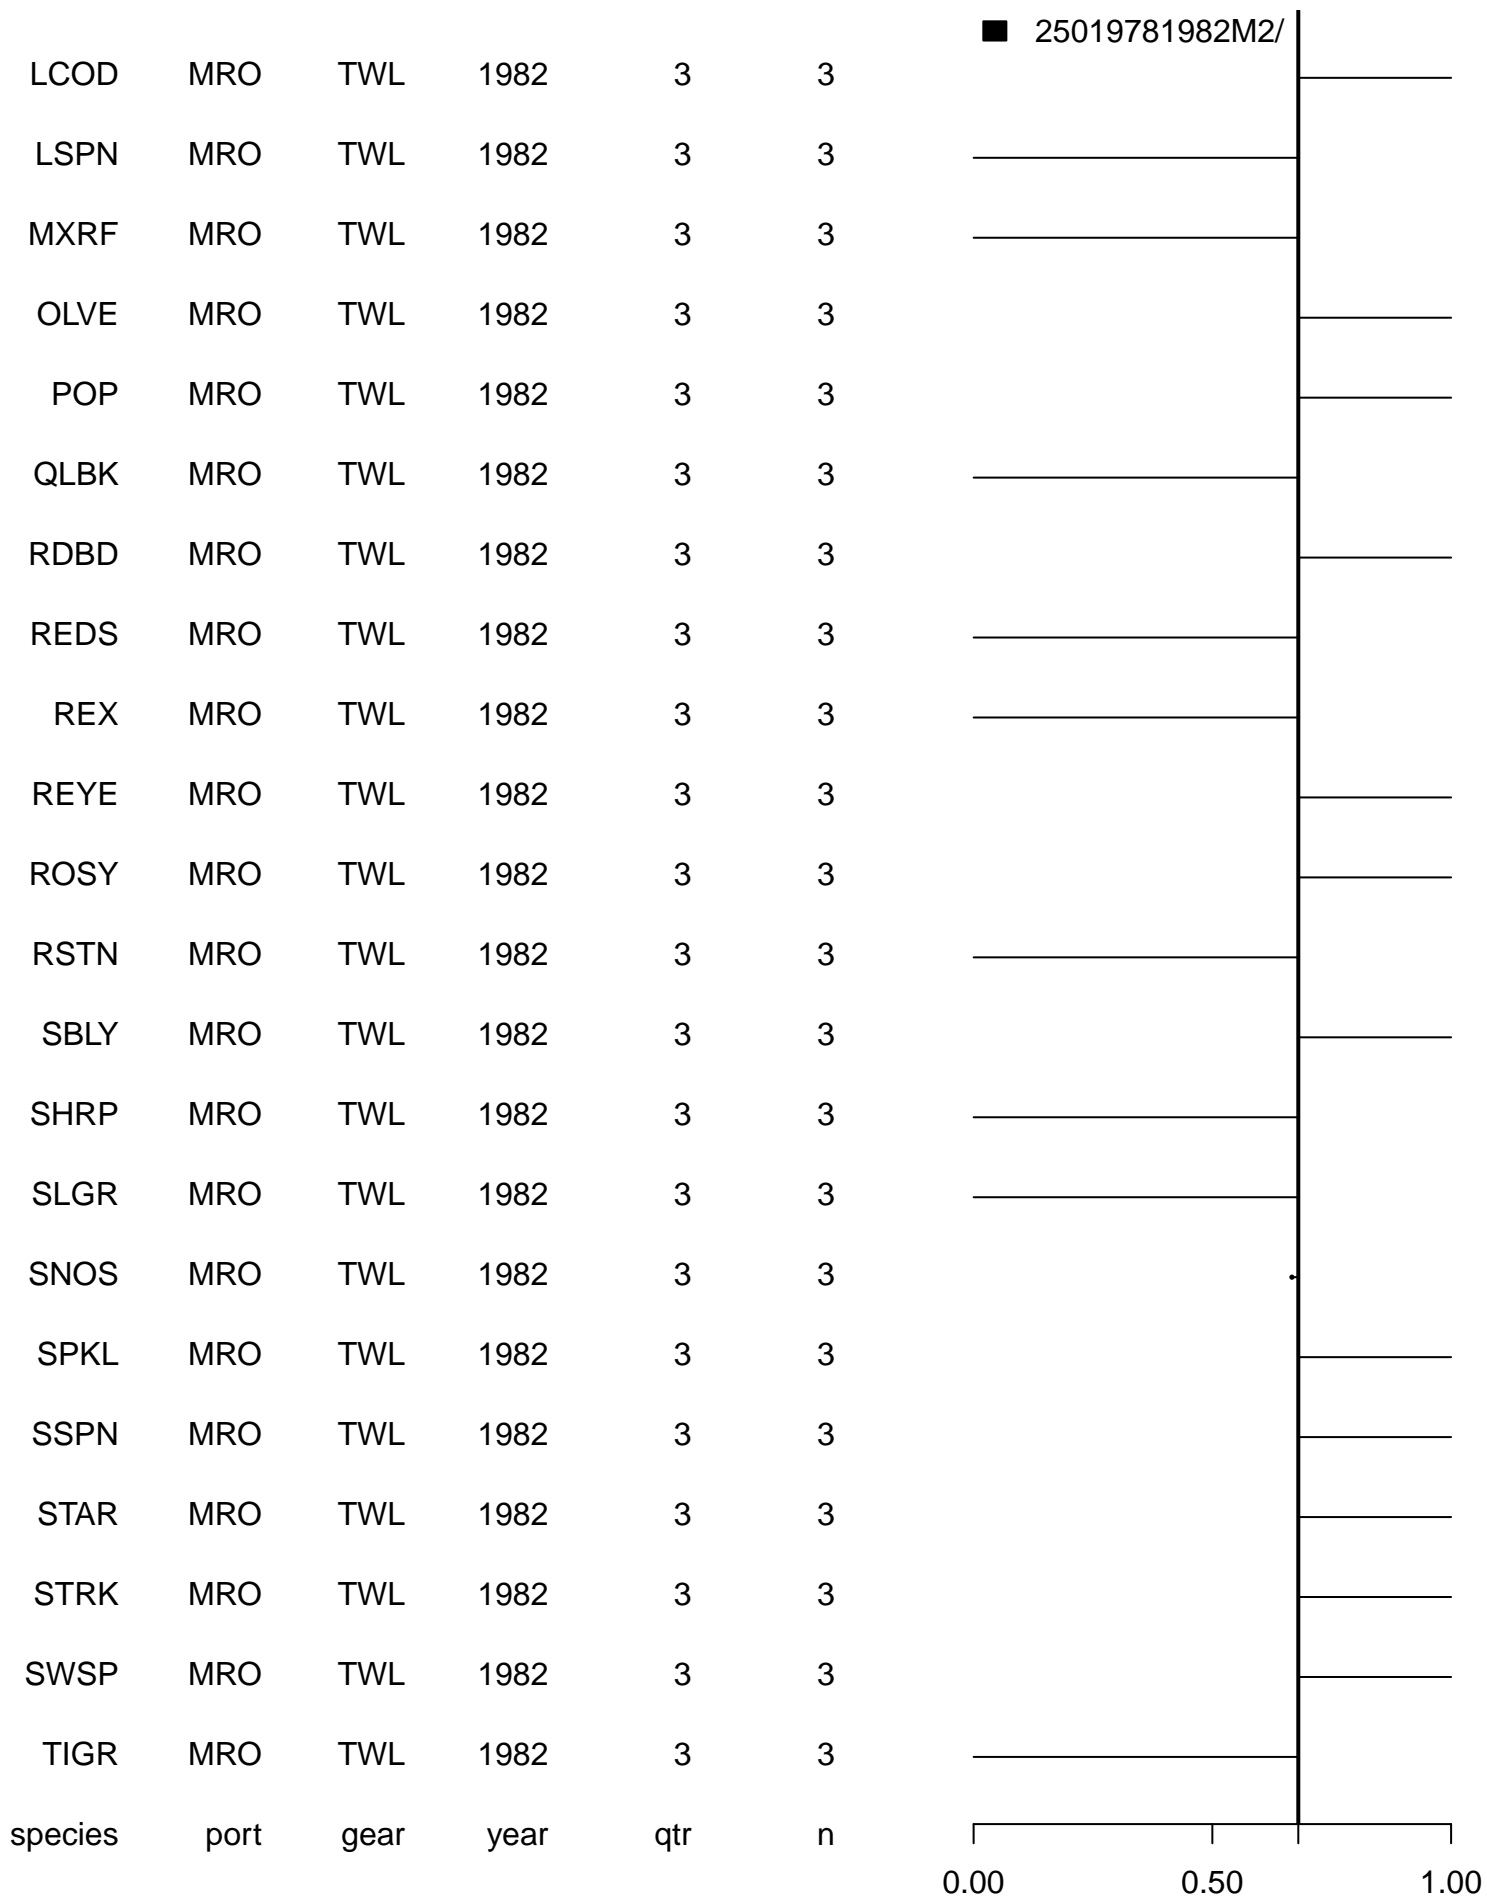 25019781982M2/
LCOD MRO TWL 1982 3 3
LSPN MRO TWL 1982 3 3
MXRF MRO TWL 1982 3 3
OLVE MRO TWL 1982 3 3
POP MRO TWL 1982 3 3
QLBK MRO TWL 1982 3 3
RDBD MRO TWL 1982 3 3
REDS MRO TWL 1982 3 3
REX MRO TWL 1982 3 3
REYE MRO TWL 1982 3 3
ROSY MRO TWL 1982 3 3
RSTN MRO TWL 1982 3 3
SBLY MRO TWL 1982 3 3
SHRP MRO TWL 1982 3 3
SLGR MRO TWL 1982 3 3
SNOS MRO TWL 1982 3 3
SPKL MRO TWL 1982 3 3
SSPN MRO TWL 1982 3 3
STAR MRO TWL 1982 3 3
STRK MRO TWL 1982 3 3
SWSP MRO TWL 1982 3 3
TIGR MRO TWL 1982 3 3
species port gear year qtr n
0.00 0.50 1.00